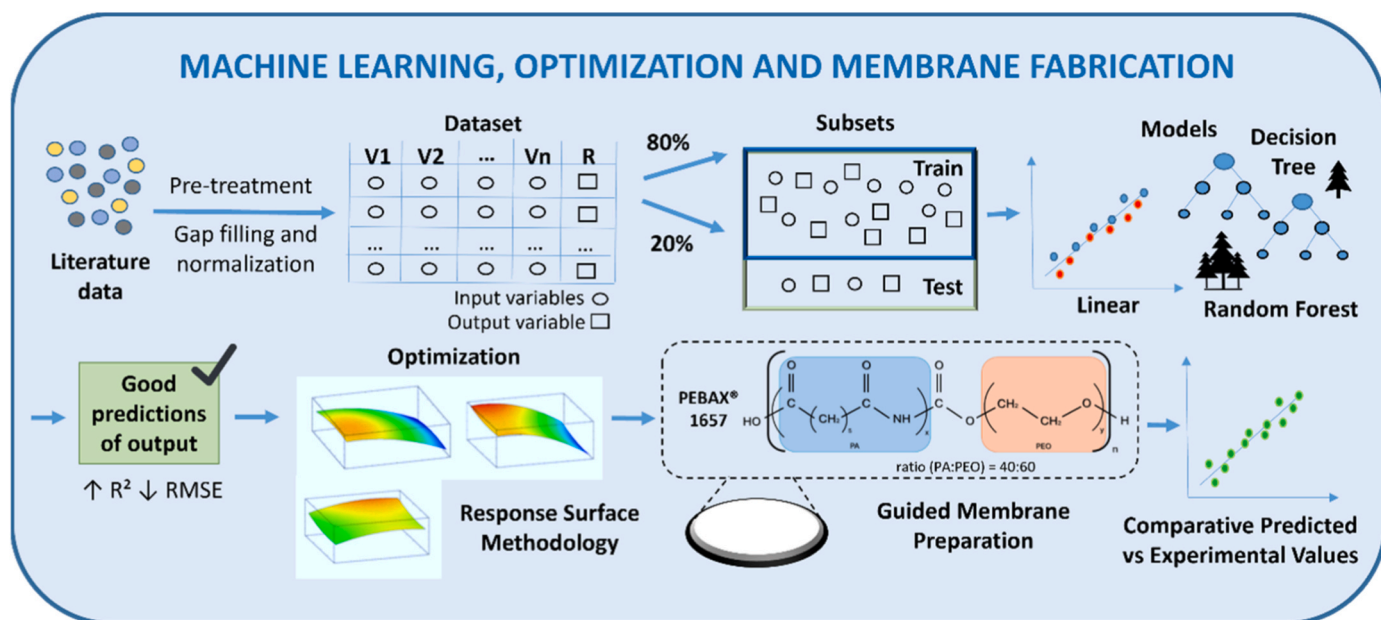 MACHINE LEARNING, OPTIMIZATION AND MEMBRANE FABRICATION
Literature
data
Pre-treatment
Gap filling and
normalization
Dataset
V1 V2 ... Vn R
... ... ... ... ...
Input variables
Output variable
80%
20%
Subsets
Train
Test
Models
Linear
Decision
Tree
Random Forest
Good
predictions
of output
↑ R² ↓ RMSE
Optimization
Response Surface
Methodology
PEBAX®
1657
HO
O
C
(CH₂)
5
O
C
NH
x
PA
O
C
O
CH₂
CH₂
O
y
PEO
H
n
ratio (PA:PEO) = 40:60
Guided Membrane
Preparation
Comparative Predicted
vs Experimental Values